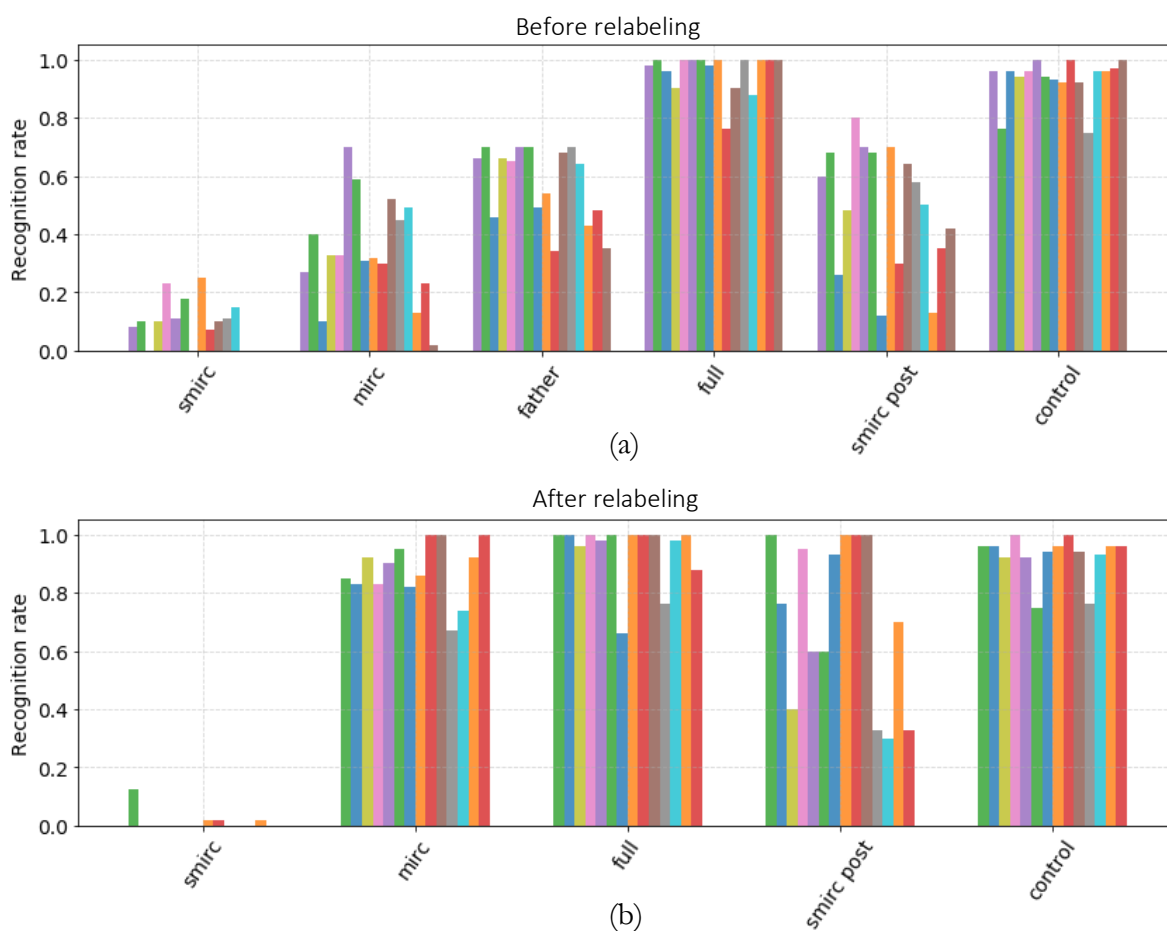 Before relabeling
Recognition rate
1.0
0.8
0.6
0.4
0.2
0.0
smirc
mirc
father
full
smirc post
control
(a)
After relabeling
Recognition rate
1.0
0.8
0.6
0.4
0.2
0.0
smirc
mirc
full
smirc post
control
(b)